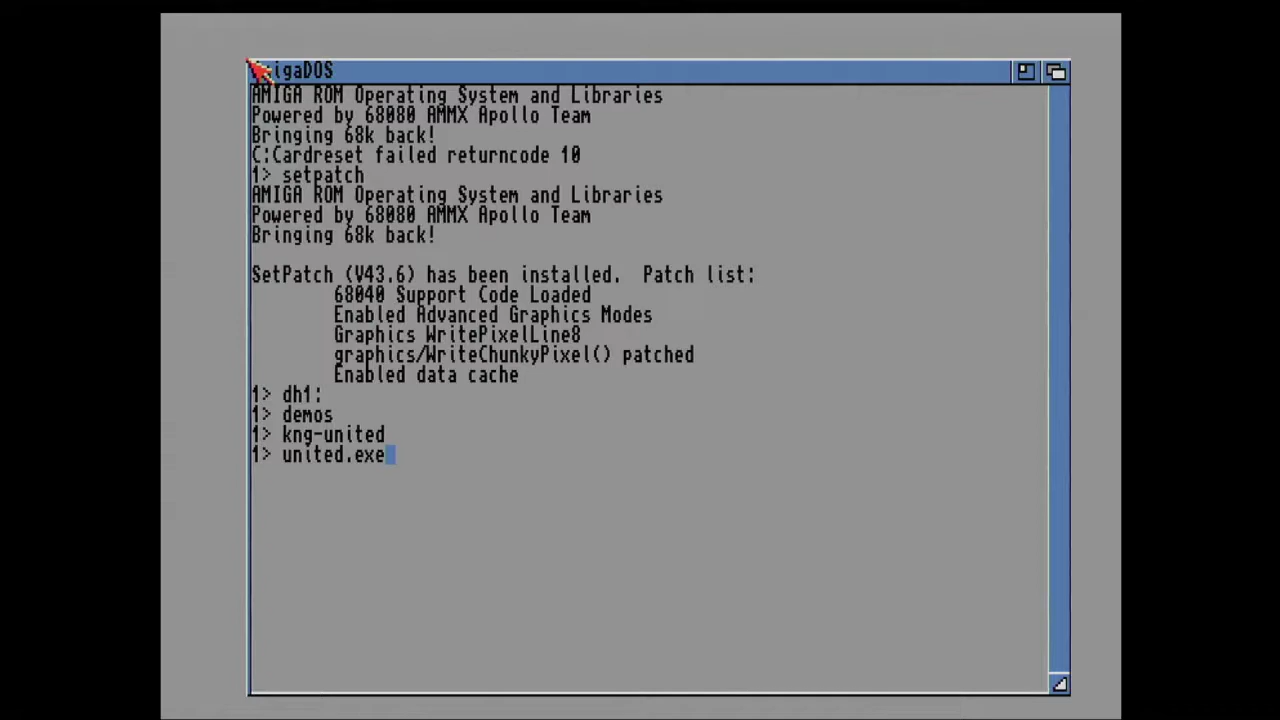 igaDOS
AMIGA ROM Operating System and Libraries
Powered by 68080 AMMX Apollo Team
Bringing 68k back!
C:Cardreset failed returncode 10
1> setpatch
AMIGA ROM Operating System and Libraries
Powered by 68080 AMMX Apollo Team
Bringing 68k back!
SetPatch (V43.6) has been installed.  Patch list:
68040 Support Code Loaded
Enabled Advanced Graphics Modes
Graphics WritePixelLine8
graphics/WriteChunkyPixel() patched
Enabled data cache
1> dh1:
1> demos
1> kng-united
1> united.exe